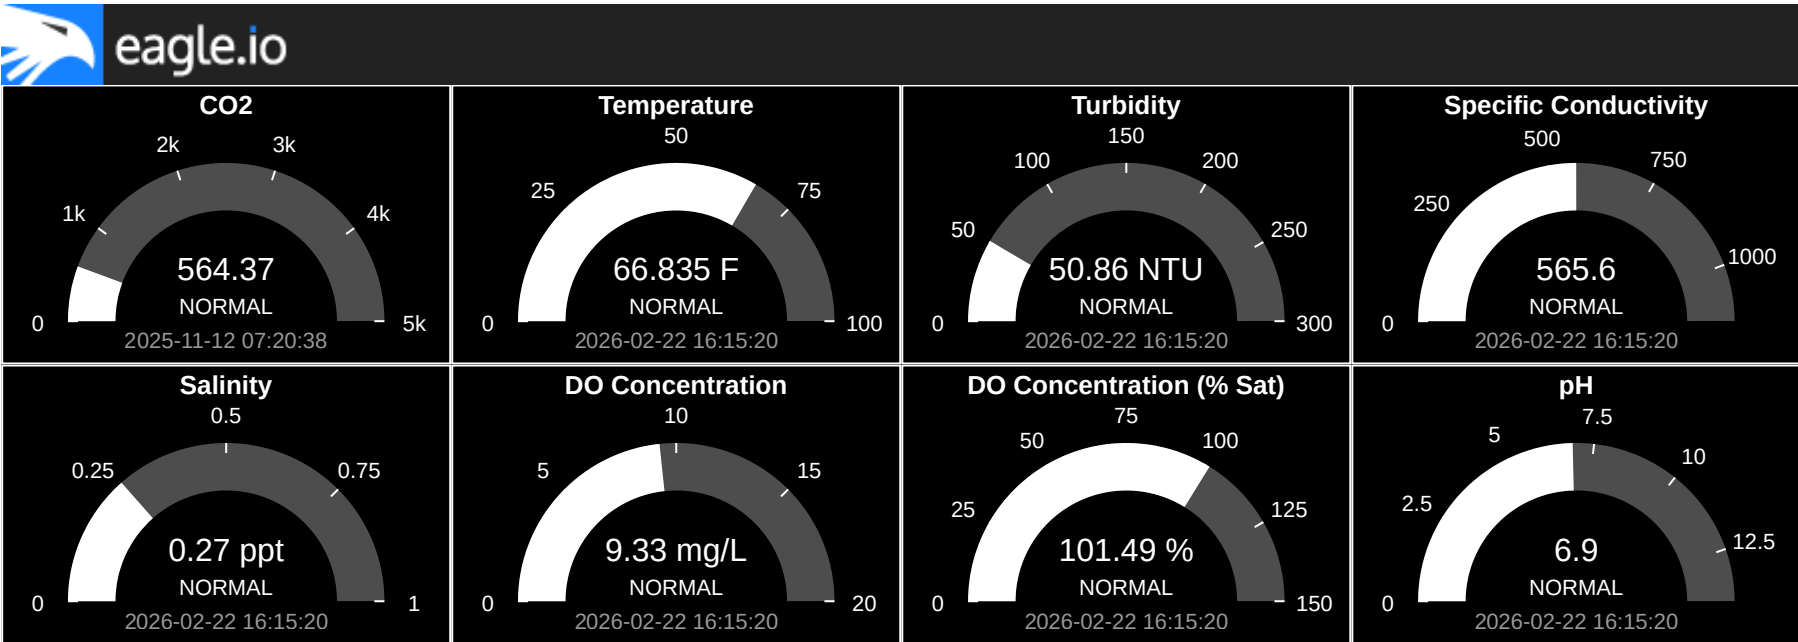 eagle.io
CO2
2k
3k
1k
4k
564.37
NORMAL
0
5k
2025-11-12 07:20:38
Temperature
50
25
75
66.835 F
NORMAL
0
100
2026-02-22 16:15:20
Turbidity
150
100
200
50
250
50.86 NTU
NORMAL
0
300
2026-02-22 16:15:20
Specific Conductivity
500
750
250
1000
565.6
NORMAL
0
2026-02-22 16:15:20
Salinity
0.5
0.25
0.75
0.27 ppt
NORMAL
0
1
2026-02-22 16:15:20
DO Concentration
10
5
15
9.33 mg/L
NORMAL
0
20
2026-02-22 16:15:20
DO Concentration (% Sat)
75
50
100
25
125
101.49 %
NORMAL
0
150
2026-02-22 16:15:20
pH
7.5
5
10
2.5
12.5
6.9
NORMAL
0
2026-02-22 16:15:20